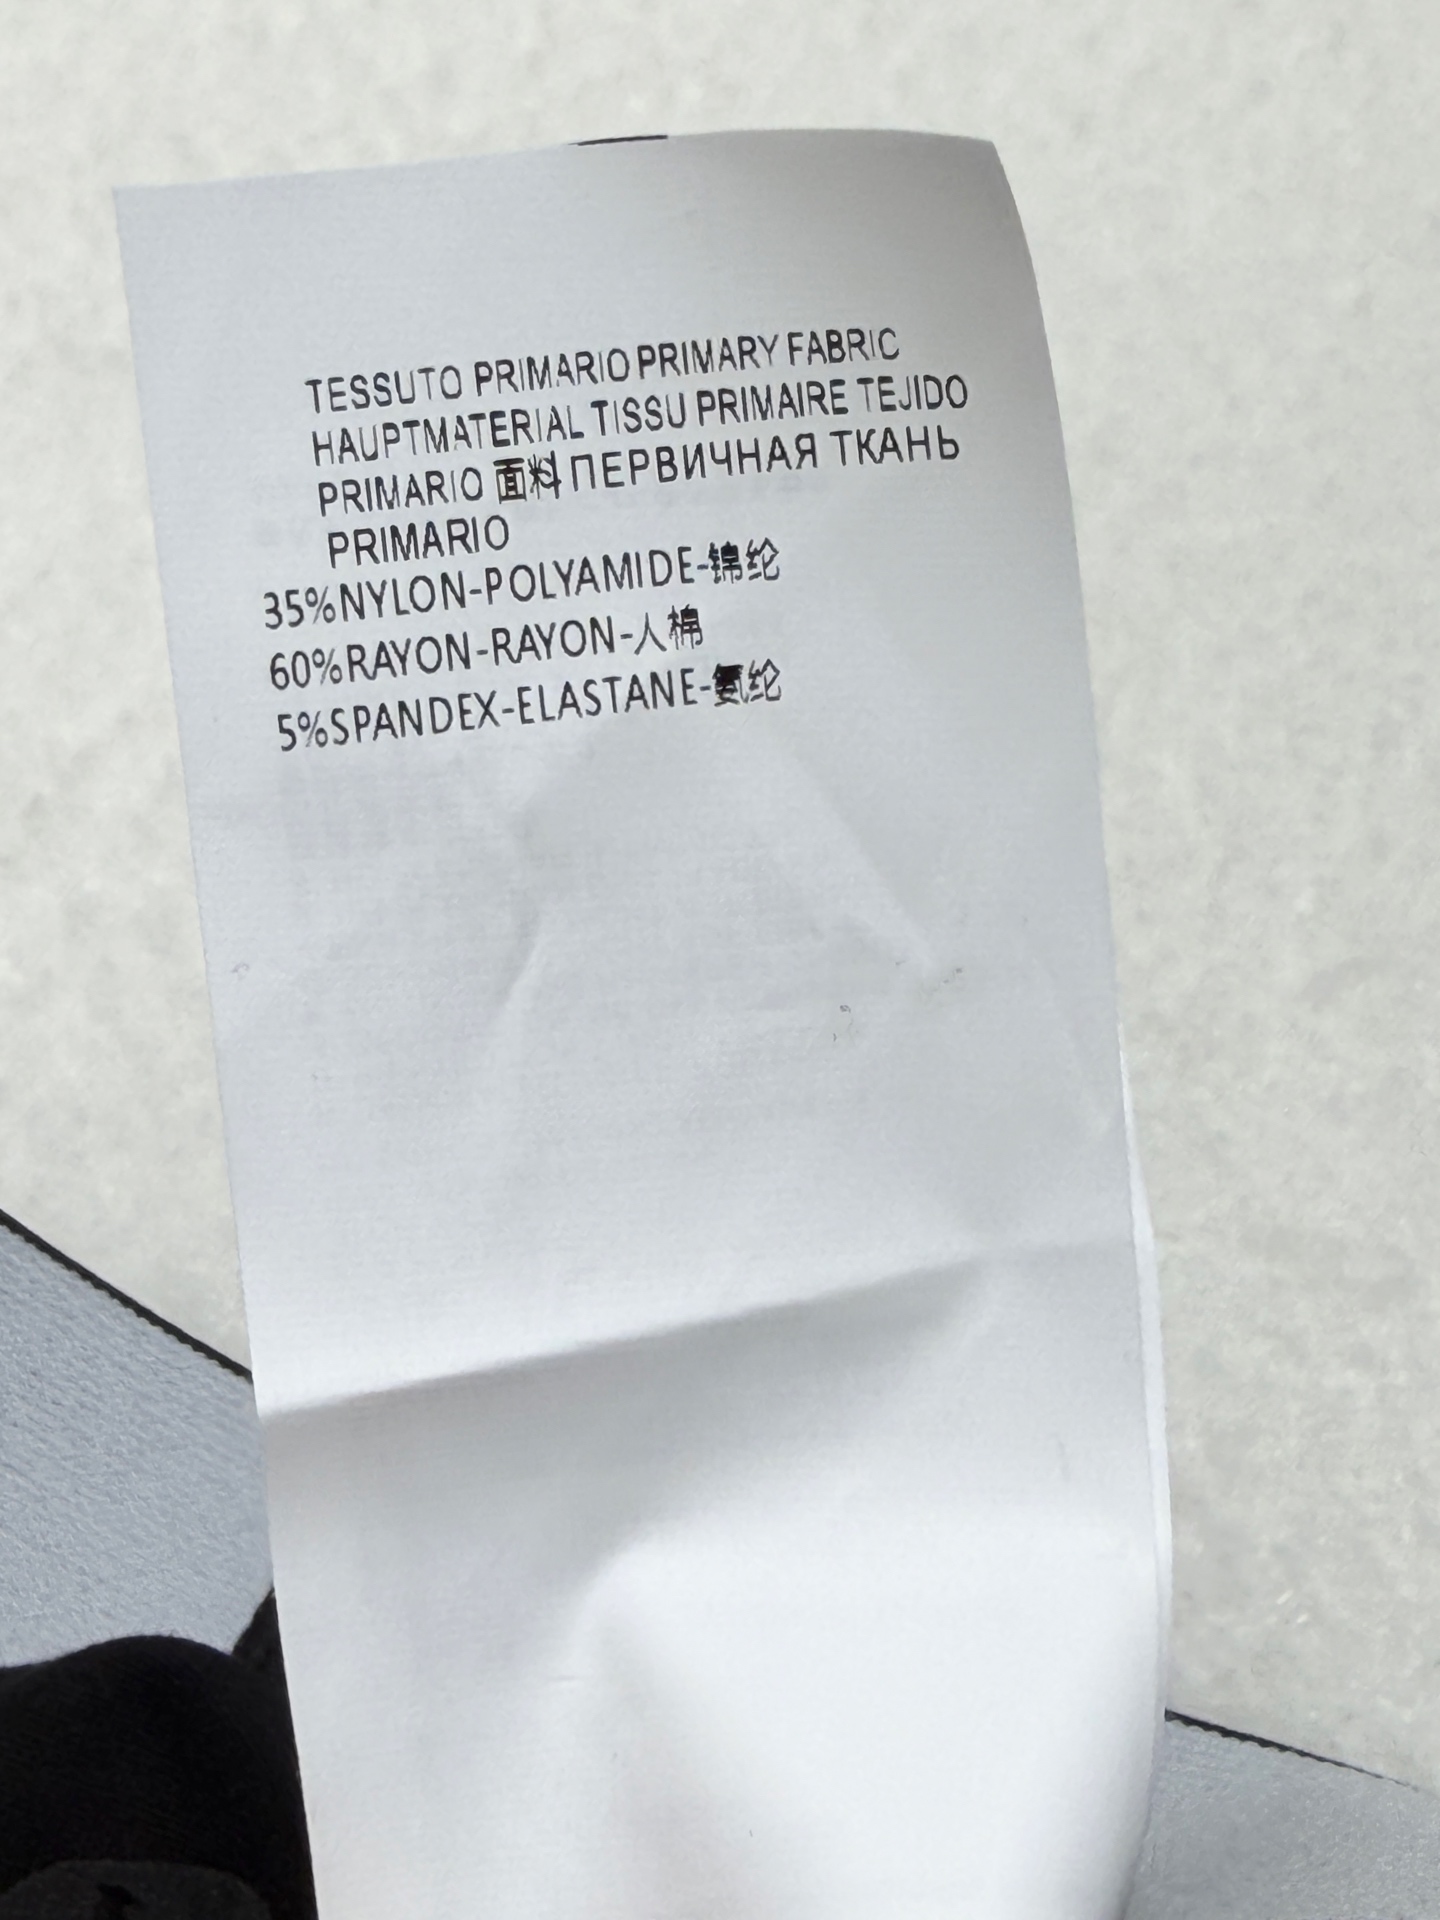 TESSUTO PRIMARIO PRIMARY FABRIC
HAUPTMATERIAL TISSU PRIMAIRE TEJIDO
PRIMARIO 面料 ПЕРВИЧНАЯ ТКАНЬ
PRIMARIO
35%NYLON-POLYAMIDE-锦纶
60%RAYON-RAYON-人棉
5%SPANDEX-ELASTANE-氨纶